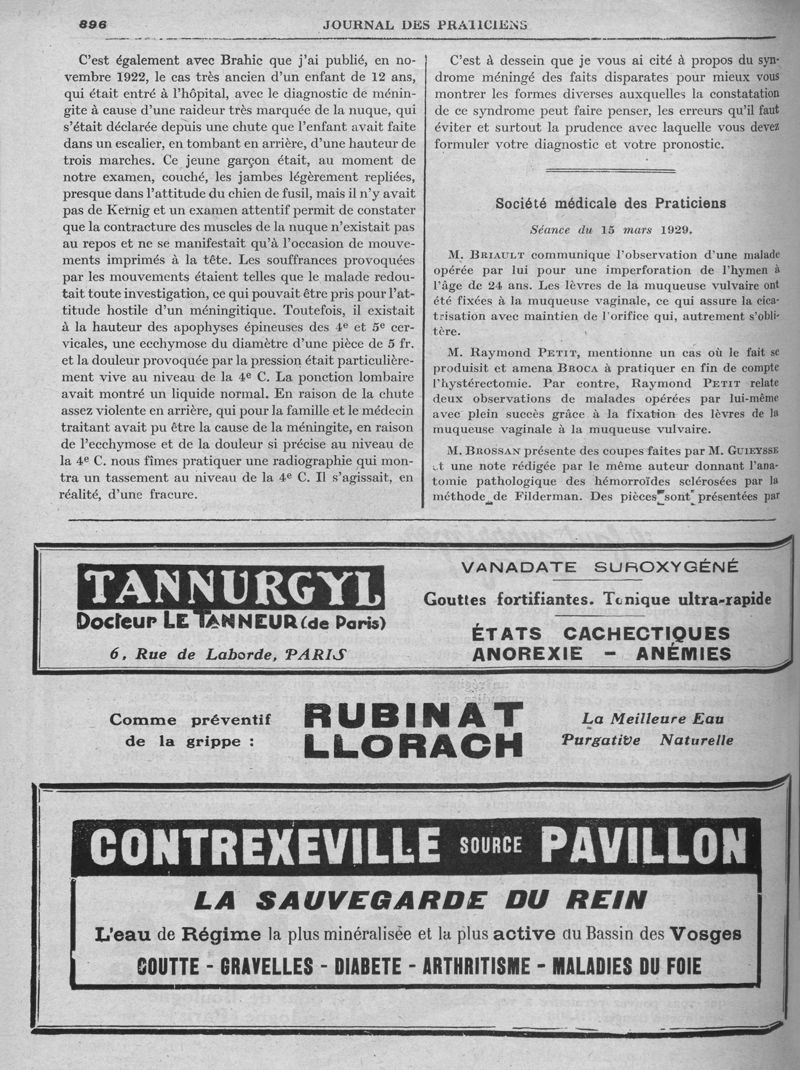 896
JOURNAL DES PRATICIENS
C'est également avec Brahic que j'ai publié, en no-
vembre 1922, le cas très ancien d'un enfant de 12 ans,
qui était entré à l'hôpital, avec le diagnostic de ménin-
gite à cause d'une raideur très marquée de la nuque, qui
s'était déclarée depuis une chute que l'enfant avait faite
dans un escalier, en tombant en arrière, d'une hauteur de
trois marches. Ce jeune garçon était, au moment de
notre examen, couché, les jambes légèrement repliées,
presque dans l'attitude du chien de fusil, mais il n'y avait
pas de Kernig et un examen attentif permit de constater
que la contracture des muscles de la nuque n'existait pas
au repos et ne se manifestait qu'à l'occasion de mouve-
ments imprimés à la tête. Les souffrances provoquées
par les mouvements étaient telles que le malade redou-
tait toute investigation, ce qui pouvait être pris pour l'at-
titude hostile d'un méningitique. Toutefois, il existait
à la hauteur des apophyses épineuses des 4e et 5e cer-
vicales, une ecchymose du diamètre d'une pièce de 5 fr.
et la douleur provoquée par la pression était particulière-
ment vive au niveau de la 4e C. La ponction lombaire
avait montré un liquide normal. En raison de la chute
assez violente en arrière, qui pour la famille et le médecin
traitant avait pu être la cause de la méningite, en raison
de l'ecchymose et de la douleur si précise au niveau de
la 4e C. nous fîmes pratiquer une radiographie qui mon-
tra un tassement au niveau de la 4e C. Il s'agissait, en
réalité, d'une fracure.
C'est à dessein que je vous ai cité à propos du syn-
drome méningé des faits disparates pour mieux vous
montrer les formes diverses auxquelles la constatation
de ce syndrome peut faire penser, les erreurs qu'il faut
éviter et surtout la prudence avec laquelle vous devez
formuler votre diagnostic et votre pronostic.
Société médicale des Praticiens
Séance du 15 mars 1929.
M. BRIAULT communique l'observation d'une malade
opérée par lui pour une imperforation de l'hymen à
l'âge de 24 ans. Les lèvres de la muqueuse vulvaire ont
été fixées à la muqueuse vaginale, ce qui assure la cica-
trisation avec maintien de l'orifice qui, autrement s'obli-
tère.
M. Raymond PETIT, mentionne un cas où le fait se
produisit et amena BROCA à pratiquer en fin de compte
l'hystérectomie. Par contre, Raymond PETIT relate
deux observations de malades opérées par lui-même
avec plein succès grâce à la fixation des lèvres de la
muqueuse vaginale à la muqueuse vulvaire.
M. BROSSAN présente des coupes faites par M. GUIEYSSE
et une note rédigée par le même auteur donnant l'ana-
tomie pathologique des hémorroïdes sclérosées par la
méthode de Filderman. Des pièces sont présentées par
TANNURGYL
Docteur LE TANNEUR (de Paris)
6, Rue de Laborde, PARIS
VANADATE SUROXYGÉNÉ
Gouttes fortifiantes. Tonique ultra-rapide
ÉTATS CACHECTIQUES
ANOREXIE - ANÉMIES
Comme préventif
de la grippe :
RUBINAT
LLORACH
La Meilleure Eau
Purgative Naturelle
CONTREXEVILLE SOURCE PAVILLON
LA SAUVEGARDE DU REIN
L'eau de Régime la plus minéralisée et la plus active du Bassin des Vosges
GOUTTE - GRAVELLES - DIABETE - ARTHRITISME - MALADIES DU FOIE